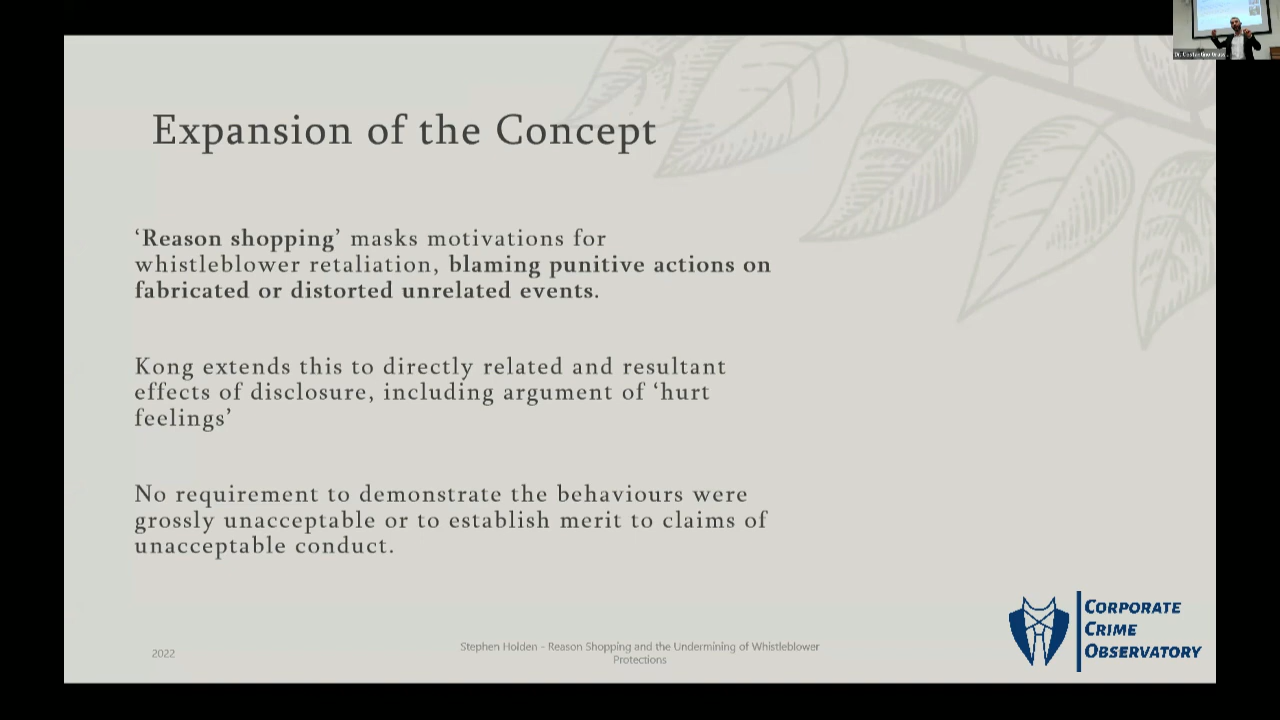 Expansion of the Concept
‘Reason shopping’ masks motivations for
whistleblower retaliation, blaming punitive actions on
fabricated or distorted unrelated events.
Kong extends this to directly related and resultant
effects of disclosure, including argument of ‘hurt
feelings’
No requirement to demonstrate the behaviours were
grossly unacceptable or to establish merit to claims of
unacceptable conduct.
2022
Stephen Holden - Reason Shopping and the Undermining of Whistleblower
Protections
CORPORATE
CRIME
OBSERVATORY